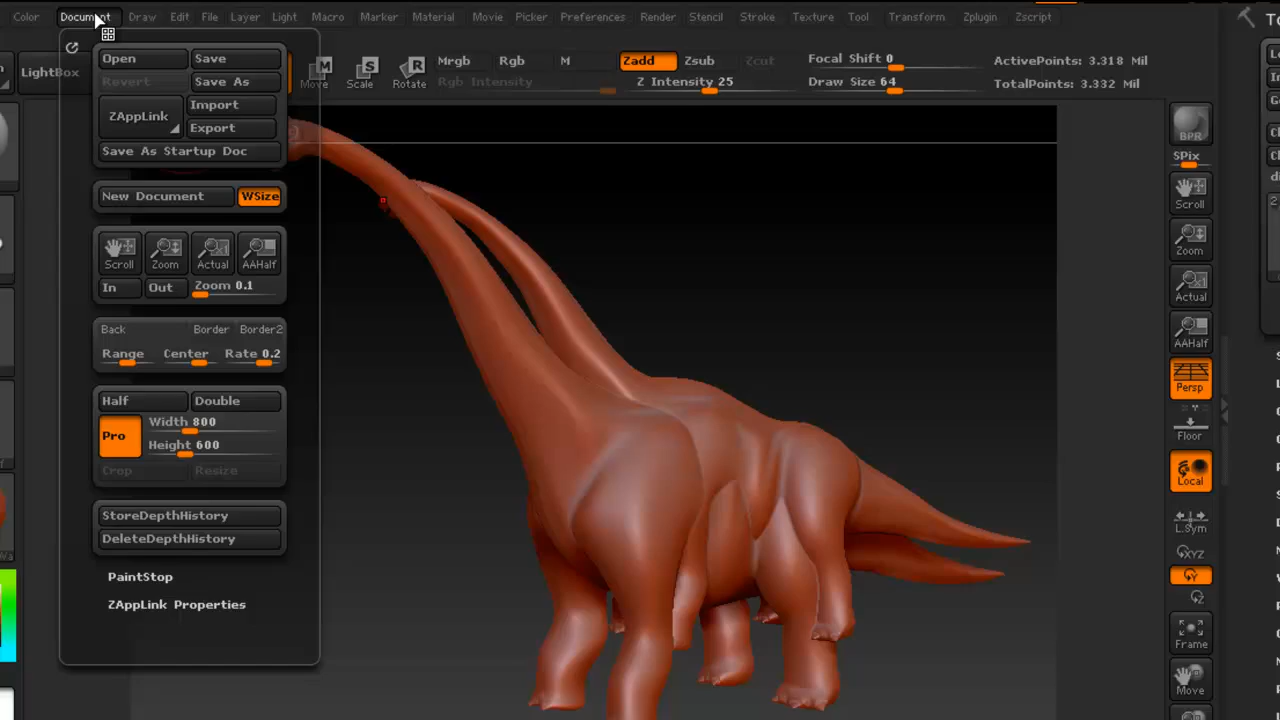 Color Document Draw Edit File Layer Light Macro Marker Material Movie Picker Preferences Render Stencil Stroke Texture Tool Transform Zplugin Zscript
LightBox
Open Save
Revert Save As
ZAppLink Import
Export
Save As Startup Doc
New Document WSize
Scroll Zoom Actual AAHalf
In Out Zoom 0.1
Back Border Border2
Range Center Rate 0.2
Half Double
Pro Width 800
Height 600
Crop Resize
StoreDepthHistory
DeleteDepthHistory
PaintStop
ZAppLink Properties
Move Scale Rotate
Mrgb Rgb M Zadd Zsub Zcut
Rgb Intensity Z Intensity 25
Focal Shift 0
Draw Size 64
ActivePoints: 3.318 Mil
TotalPoints: 3.332 Mil
BPR
SPix
Scroll
Zoom
Actual
AAHalf
Persp
Floor
Local
L.Sym
XYZ
Y
Z
Frame
Move